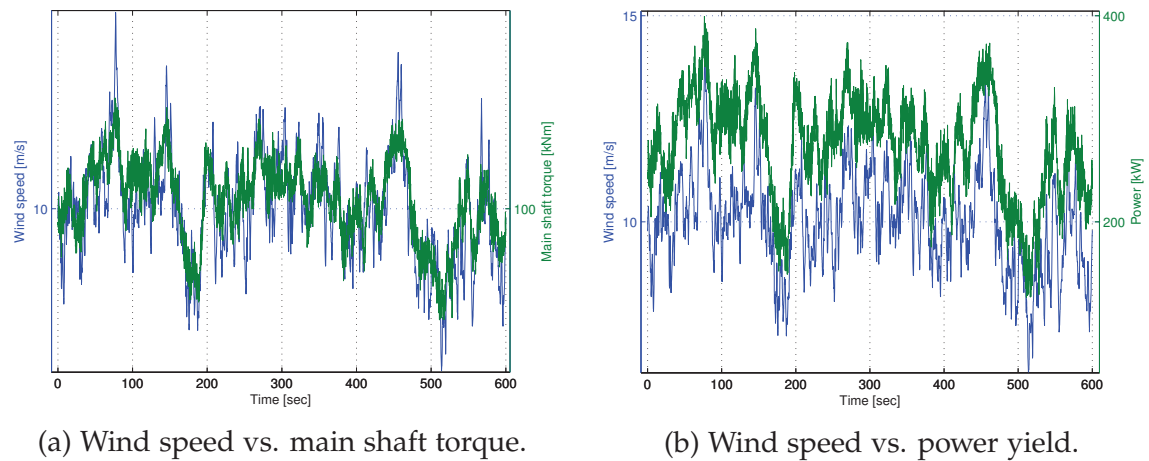 Wind speed [m/s]
10
100
Main shaft torque [kNm]
0 100 200 300 400 500 600
Time [sec]
(a) Wind speed vs. main shaft torque.
15
10
Wind speed [m/s]
400
200
Power [kW]
0 100 200 300 400 500 600
Time [sec]
(b) Wind speed vs. power yield.